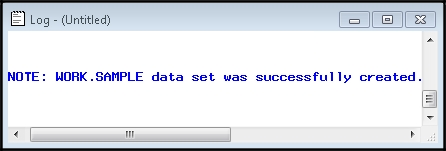 Log - (Untitled)
NOTE: WORK.SAMPLE data set was successfully created.